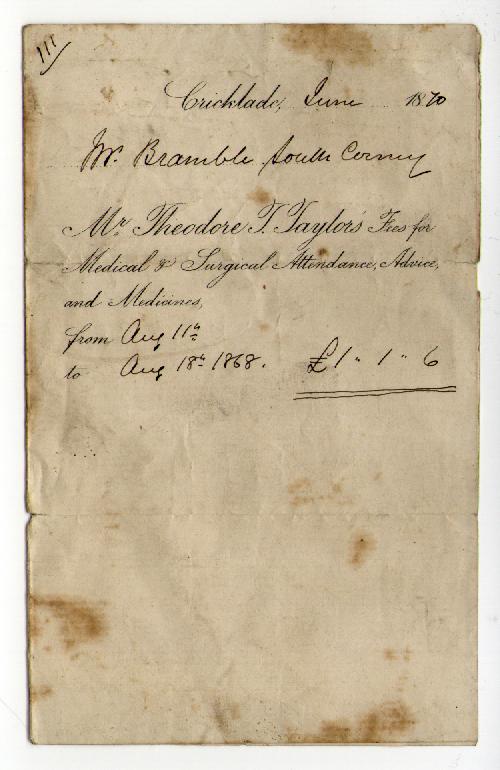 111
Cricklade, June 1870
Mr. Bramble South Cerney
Mr. Theodore T. Taylor's Fees for
Medical & Surgical Attendance, Advice,
and Medicines,
from Aug 11th
to Aug 18th 1868. £1 " 1 " 6